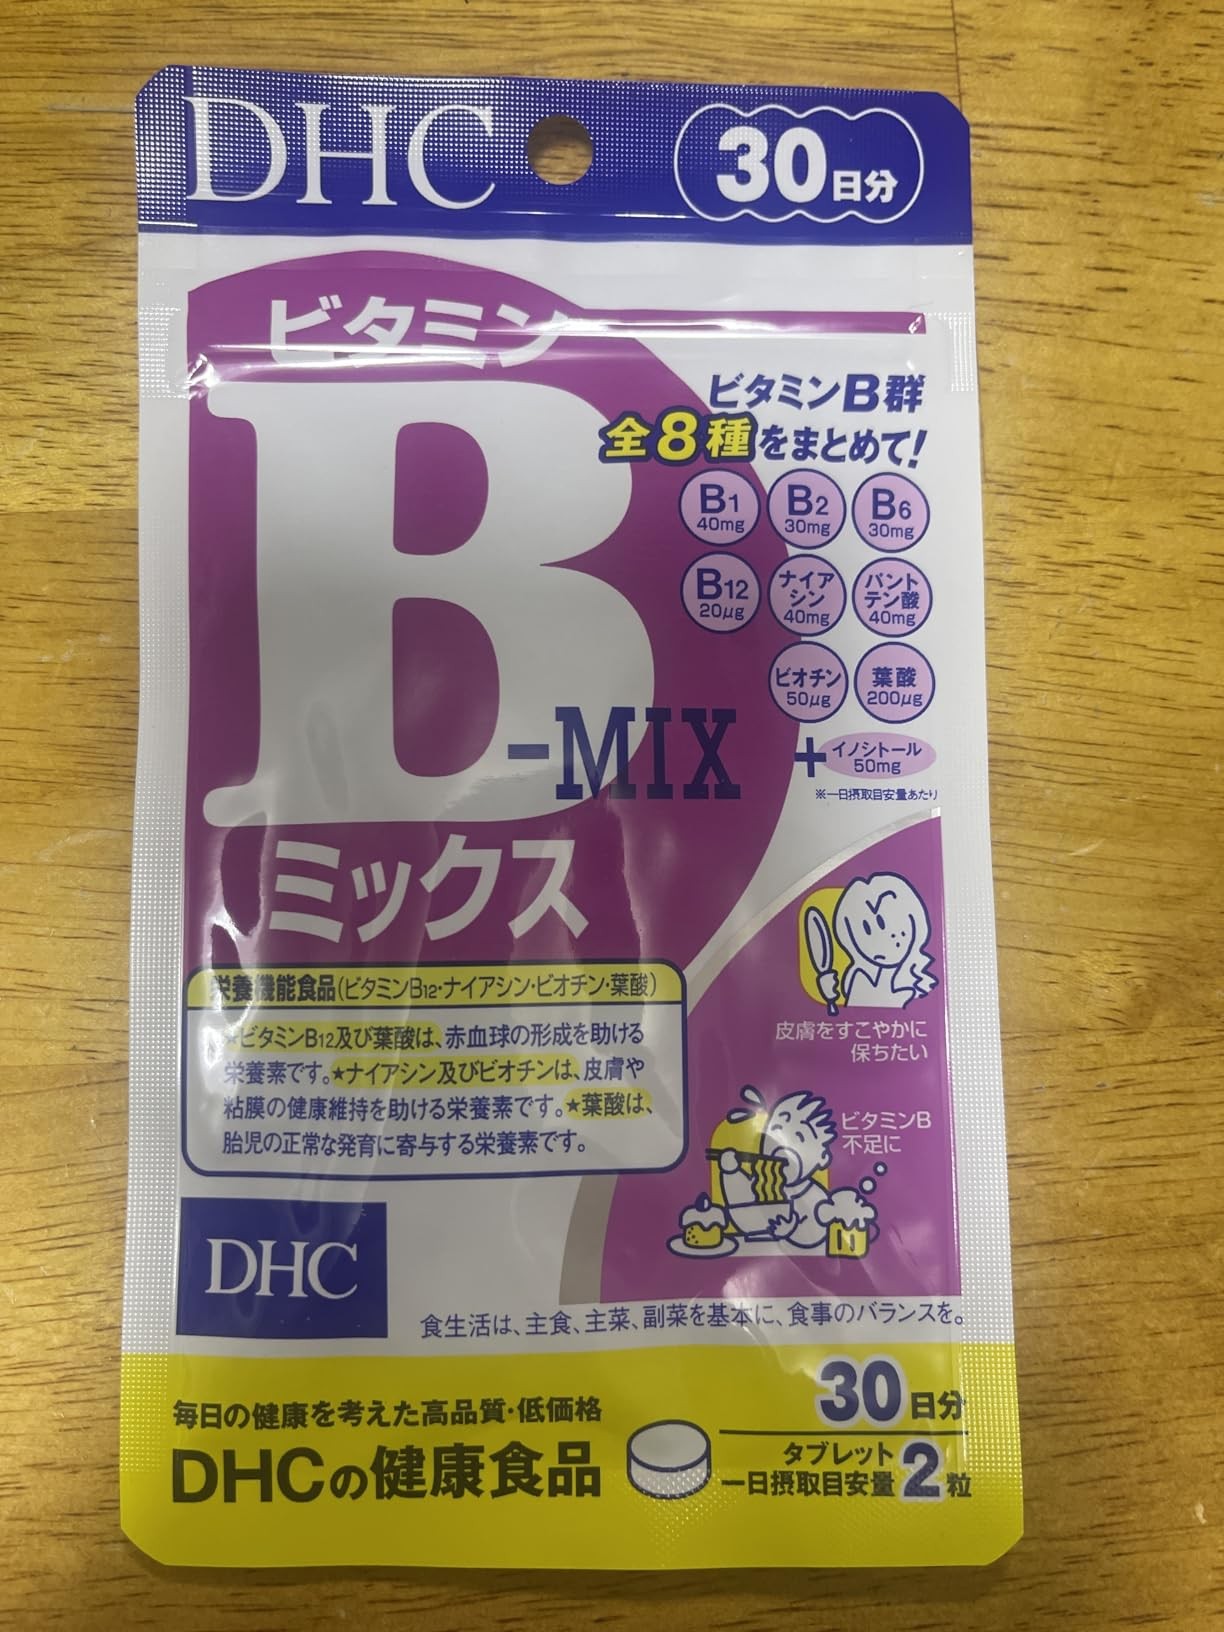 DHC
30日分
ビタミン
B
-MIX
ミックス
ビタミンB群
全8種をまとめて!
B1
40mg
B2
30mg
B6
30mg
B12
20μg
ナイア
シン
40mg
パント
テン酸
40mg
ビオチン
50μg
葉酸
200μg
+イノシトール
50mg
※一日摂取目安量あたり
皮膚をすこやかに
保ちたい
ビタミンB
不足に
栄養機能食品(ビタミンB12・ナイアシン・ビオチン・葉酸)
★ビタミンB12及び葉酸は、赤血球の形成を助ける
栄養素です。★ナイアシン及びビオチンは、皮膚や
粘膜の健康維持を助ける栄養素です。★葉酸は、
胎児の正常な発育に寄与する栄養素です。
DHC
食生活は、主食、主菜、副菜を基本に、食事のバランスを。
毎日の健康を考えた高品質・低価格
DHCの健康食品
30日分
タブレット
一日摂取目安量2粒